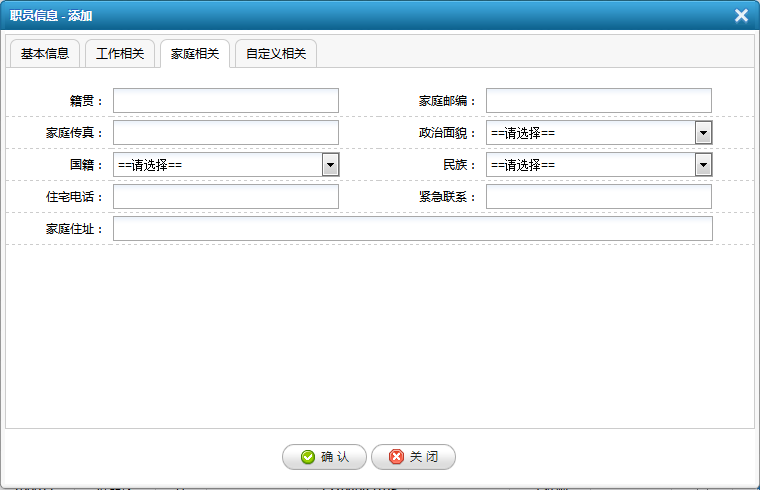 职员信息 - 添加
基本信息 工作相关 家庭相关 自定义相关
籍贯： 家庭邮编：
家庭传真： 政治面貌： ==请选择==
国籍： ==请选择== 民族： ==请选择==
住宅电话： 紧急联系：
家庭住址：
确 认 关 闭